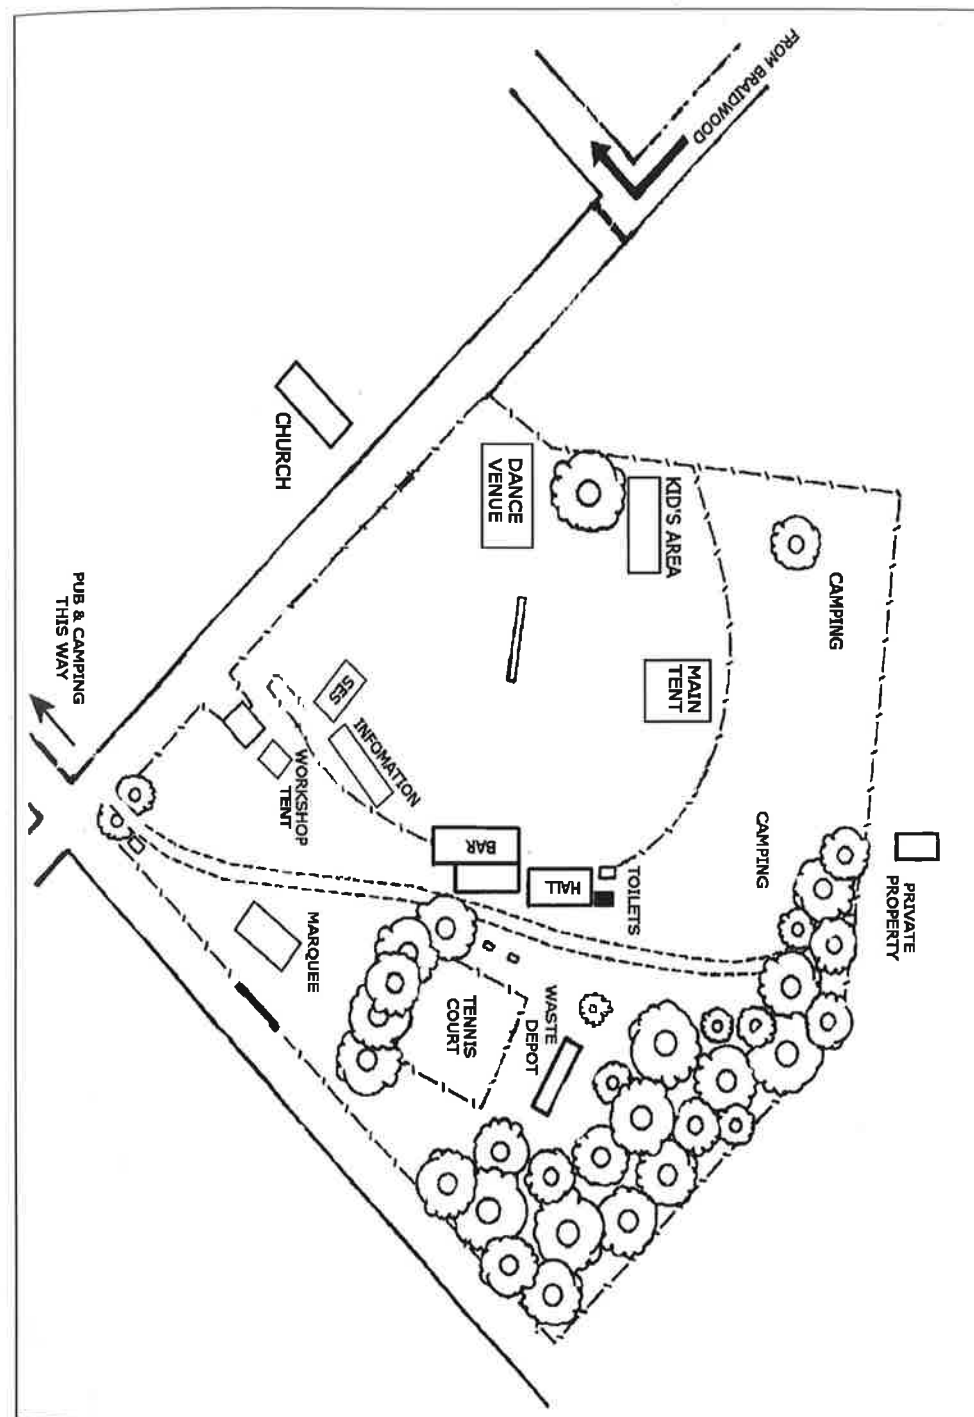 FROM BRAIDWOOD
CHURCH
DANCE
VENUE
KID'S AREA
CAMPING
MAIN
TENT
PUB & CAMPING
THIS WAY
SES
INFOMATION
WORKSHOP
TENT
BAR
HALL
TOILETS
CAMPING
PRIVATE
PROPERTY
MARQUEE
TENNIS
COURT
WASTE
DEPOT